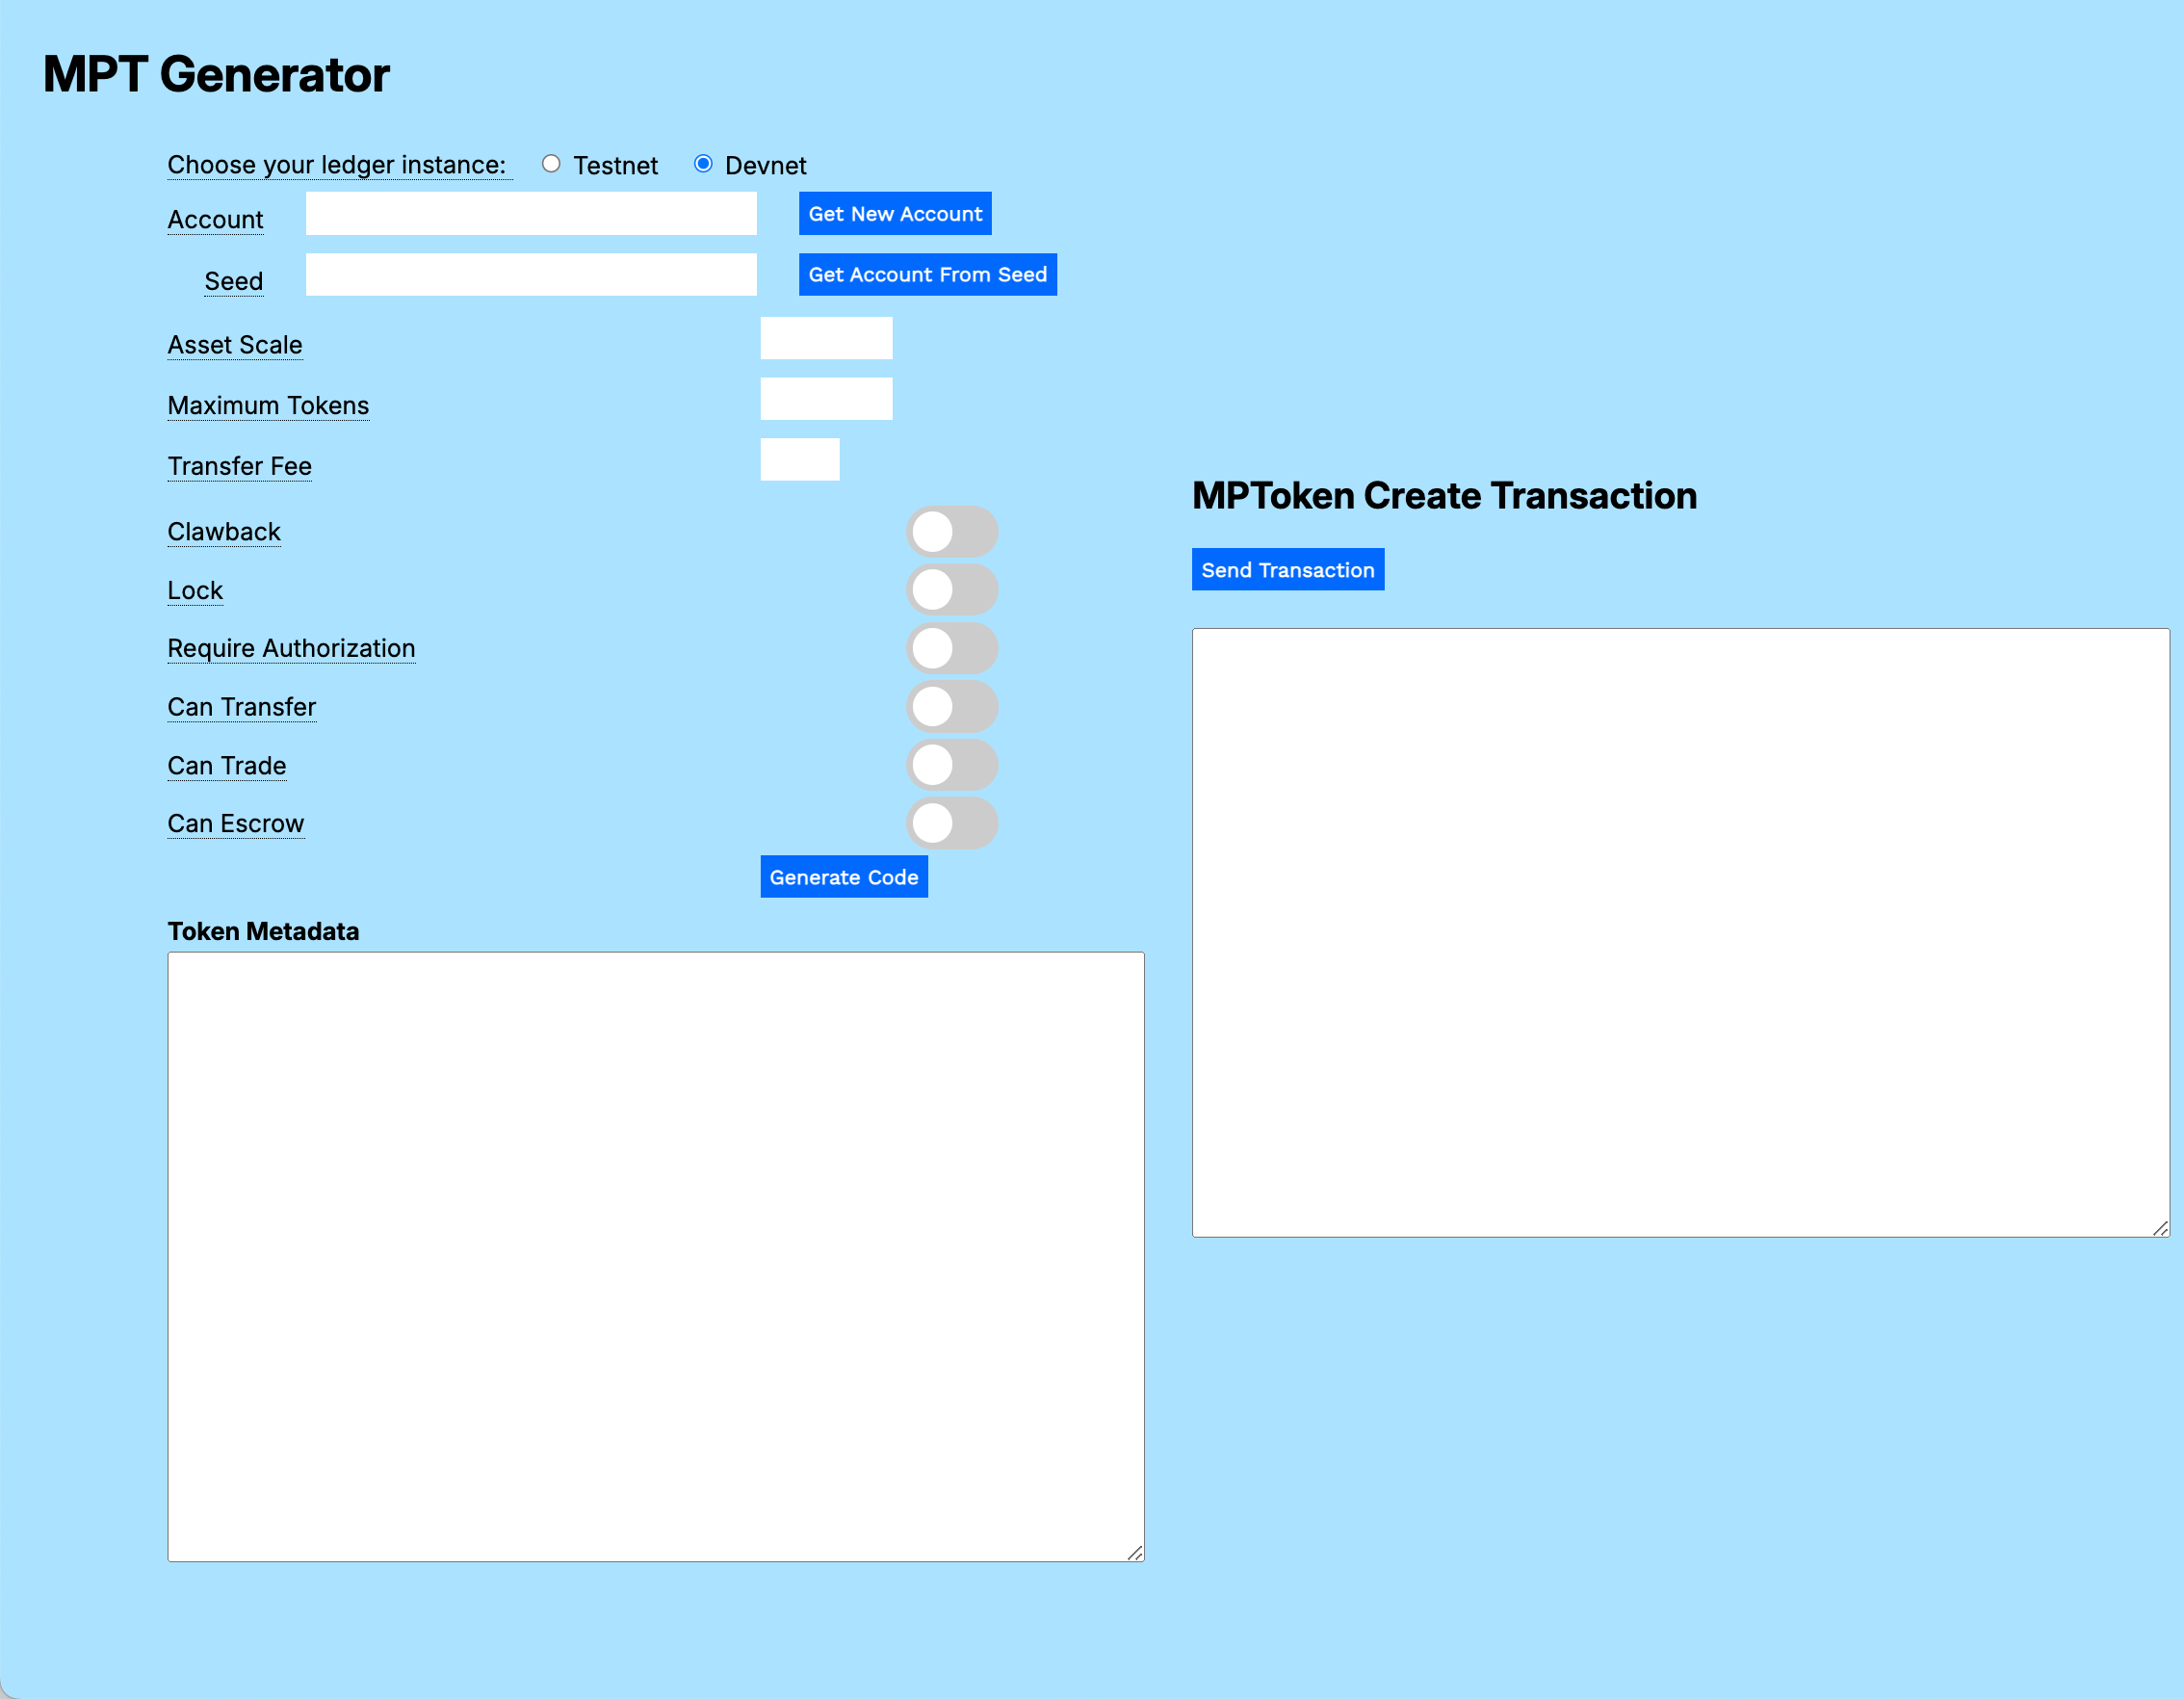 MPT Generator
Choose your ledger instance: Testnet Devnet
Account Get New Account
Seed Get Account From Seed
Asset Scale
Maximum Tokens
Transfer Fee
Clawback
Lock
Require Authorization
Can Transfer
Can Trade
Can Escrow
Generate Code
Token Metadata
MPToken Create Transaction
Send Transaction